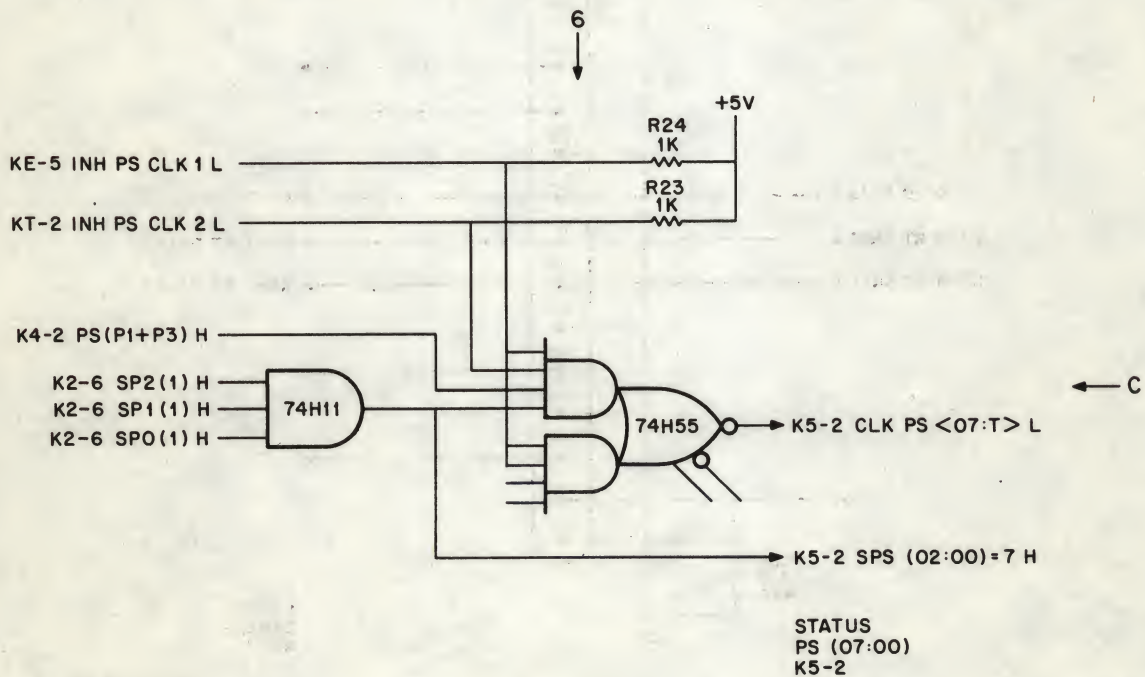 6
+5V
R24
1K
KE-5 INH PS CLK 1 L
R23
1K
KT-2 INH PS CLK 2 L
K4-2 PS(P1+P3) H
K2-6 SP2(1) H
K2-6 SP1(1) H
K2-6 SPO(1) H
74H11
74H55
K5-2 CLK PS <07:T> L
C
K5-2 SPS (02:00)=7 H
STATUS
PS (07:00)
K5-2